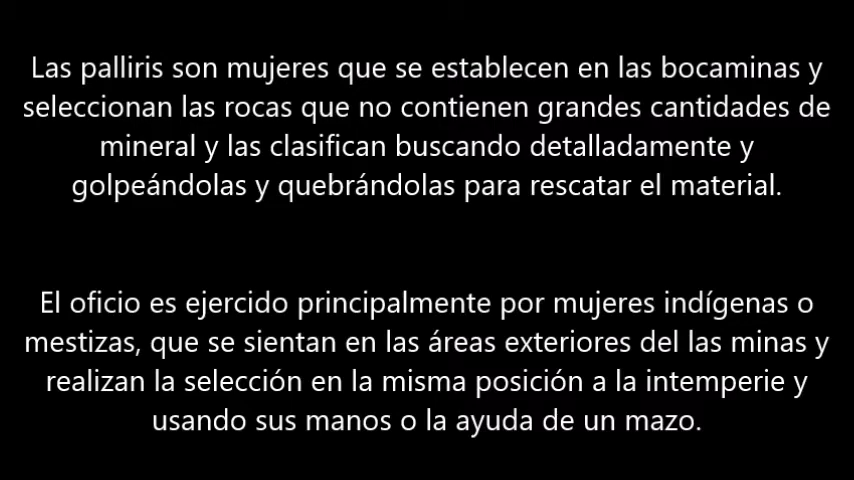 Las palliris son mujeres que se establecen en las bocaminas y
seleccionan las rocas que no contienen grandes cantidades de
mineral y las clasifican buscando detalladamente y
golpeándolas y quebrándolas para rescatar el material.
El oficio es ejercido principalmente por mujeres indígenas o
mestizas, que se sientan en las áreas exteriores del las minas y
realizan la selección en la misma posición a la intemperie y
usando sus manos o la ayuda de un mazo.